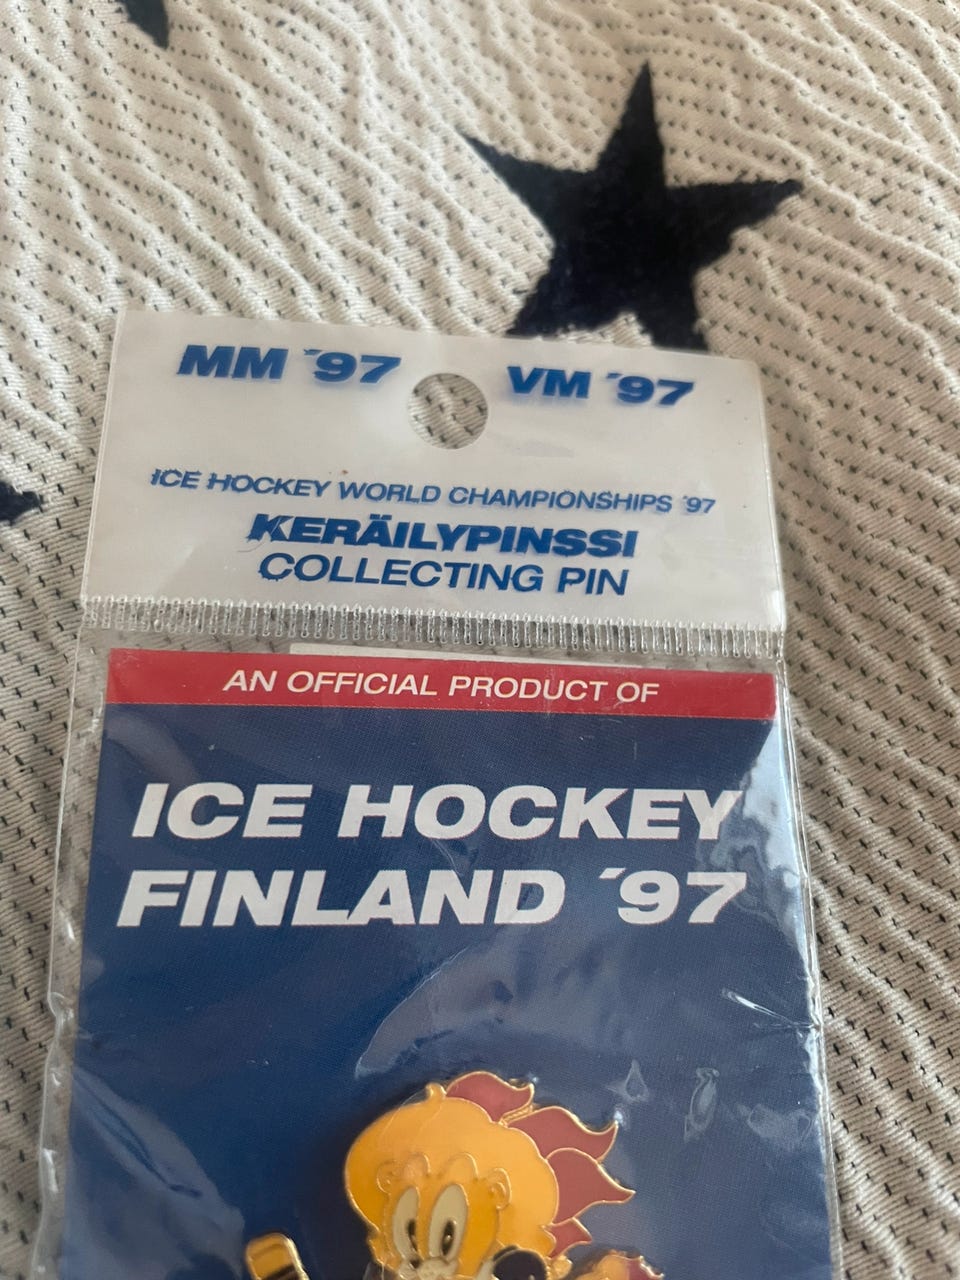 MM ´97 VM ´97
ICE HOCKEY WORLD CHAMPIONSHIPS ´97
KERÄILYPINSSI
COLLECTING PIN
AN OFFICIAL PRODUCT OF
ICE HOCKEY
FINLAND ´97